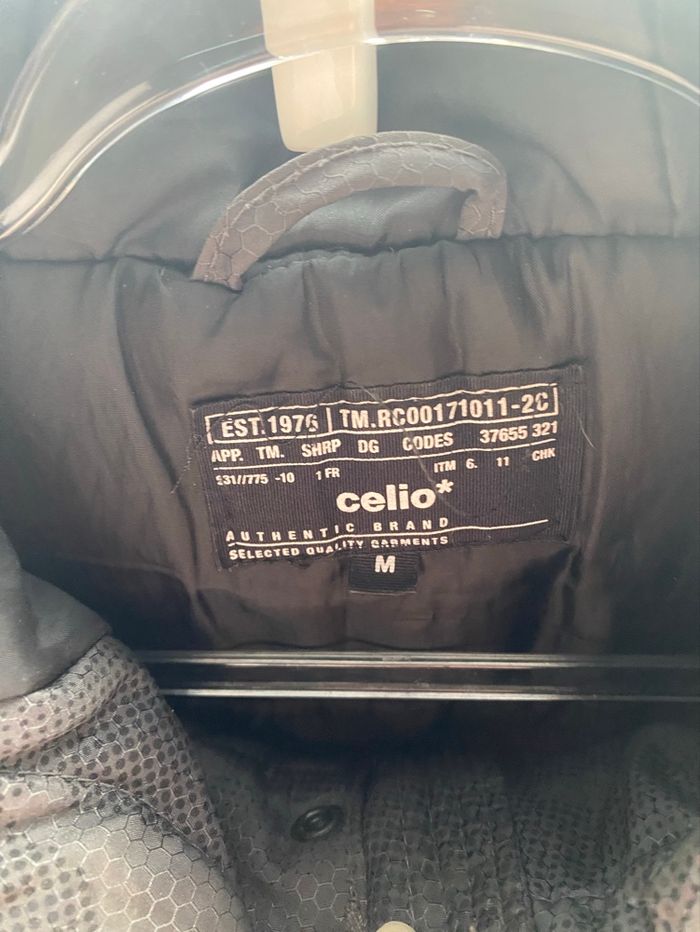 EST.1976 | TM.RC00171011-2C
APP. TM. SHRP DG CODES 37655 321
531//775 -10 1 FR ITM 6. 11 CHK
celio*
AUTHENTIC BRAND
SELECTED QUALITY GARMENTS
M